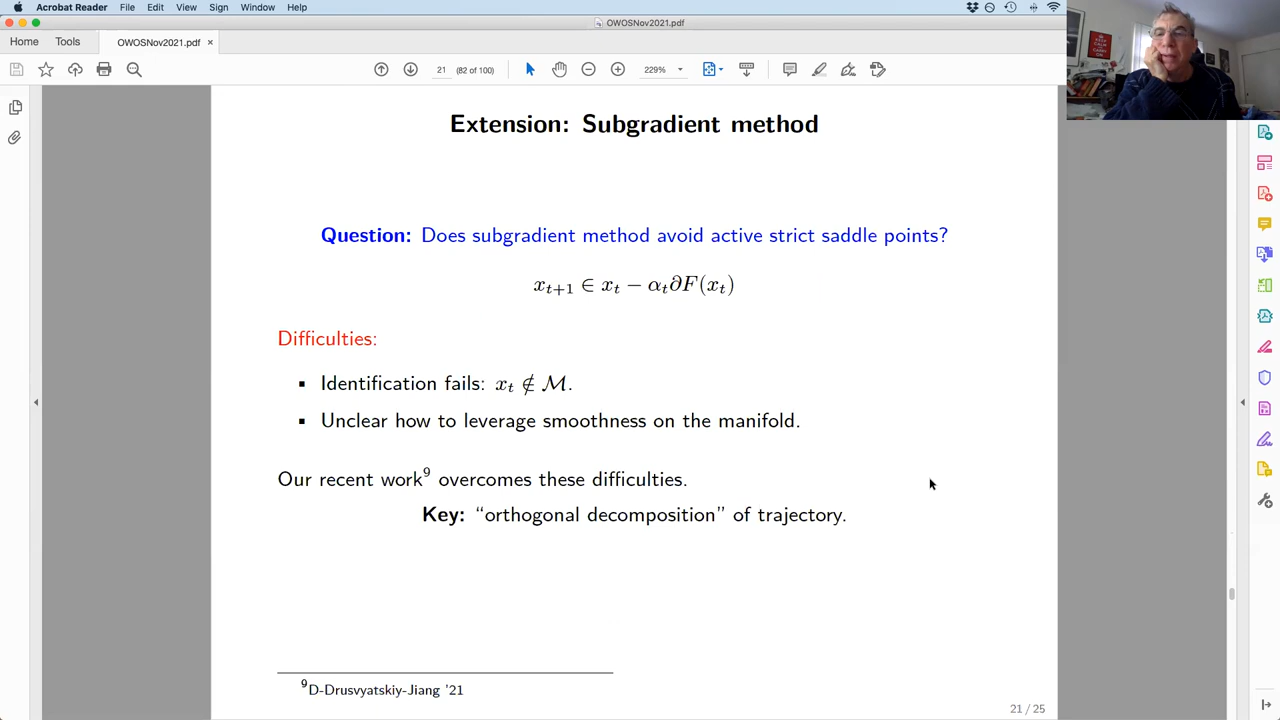 Acrobat Reader File Edit View Sign Window Help
OWOSNov2021.pdf
Home Tools OWOSNov2021.pdf ×
21 (82 of 100) 229%
KEEP CALM
Extension: Subgradient method
Question: Does subgradient method avoid active strict saddle points?
x_{t+1} ∈ x_t − α_t∂F(x_t)
Difficulties:
▪ Identification fails: x_t ∉ ℳ.
▪ Unclear how to leverage smoothness on the manifold.
Our recent work⁹ overcomes these difficulties.
Key: “orthogonal decomposition” of trajectory.
⁹D-Drusvyatskiy-Jiang '21
21 / 25